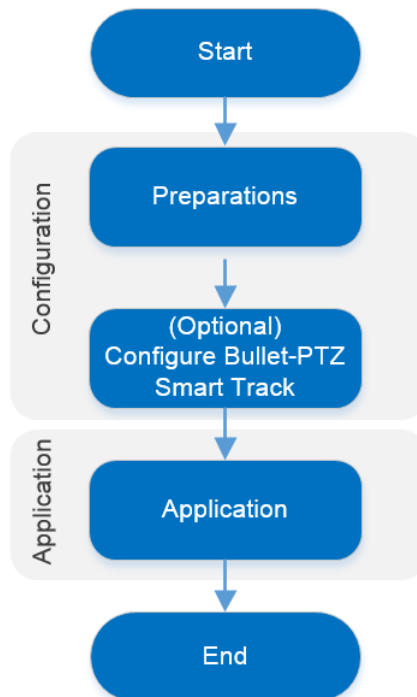 Start
Configuration
Preparations
(Optional)
Configure Bullet-PTZ
Smart Track
Application
Application
End